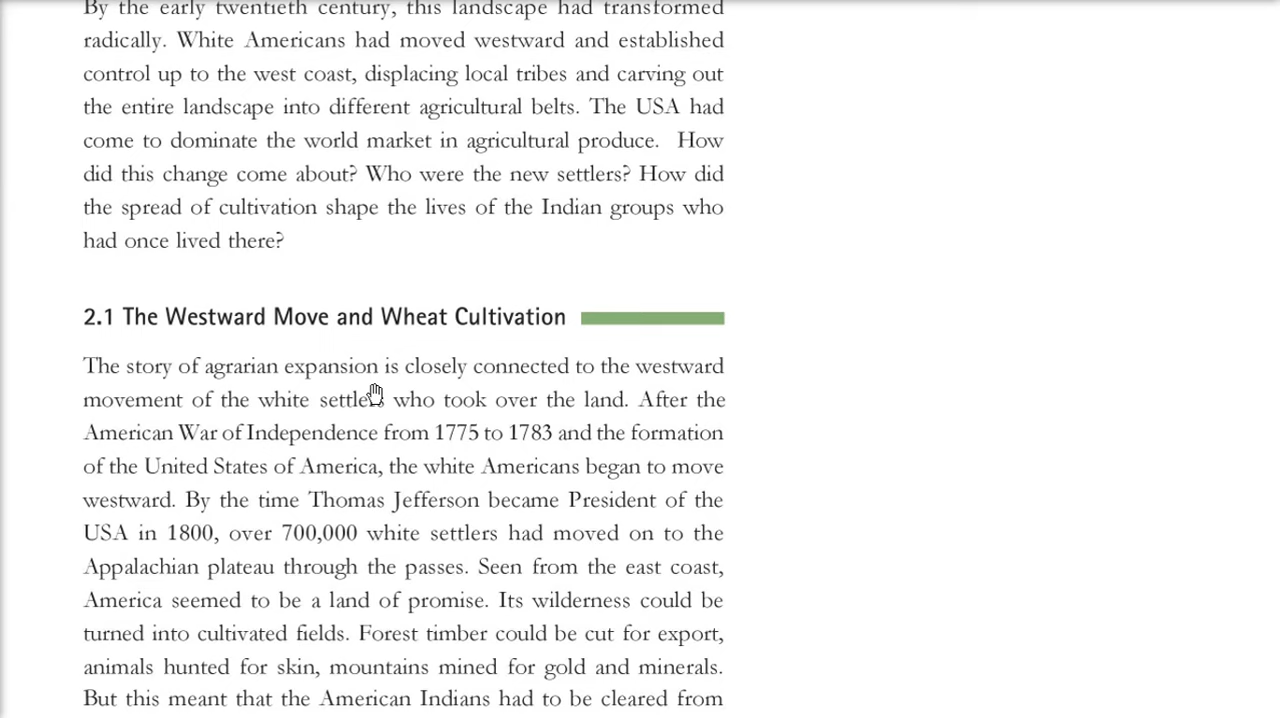 By the early twentieth century, this landscape had transformed
radically. White Americans had moved westward and established
control up to the west coast, displacing local tribes and carving out
the entire landscape into different agricultural belts. The USA had
come to dominate the world market in agricultural produce.  How
did this change come about? Who were the new settlers? How did
the spread of cultivation shape the lives of the Indian groups who
had once lived there?
2.1 The Westward Move and Wheat Cultivation
The story of agrarian expansion is closely connected to the westward
movement of the white settlers who took over the land. After the
American War of Independence from 1775 to 1783 and the formation
of the United States of America, the white Americans began to move
westward. By the time Thomas Jefferson became President of the
USA in 1800, over 700,000 white settlers had moved on to the
Appalachian plateau through the passes. Seen from the east coast,
America seemed to be a land of promise. Its wilderness could be
turned into cultivated fields. Forest timber could be cut for export,
animals hunted for skin, mountains mined for gold and minerals.
But this meant that the American Indians had to be cleared from